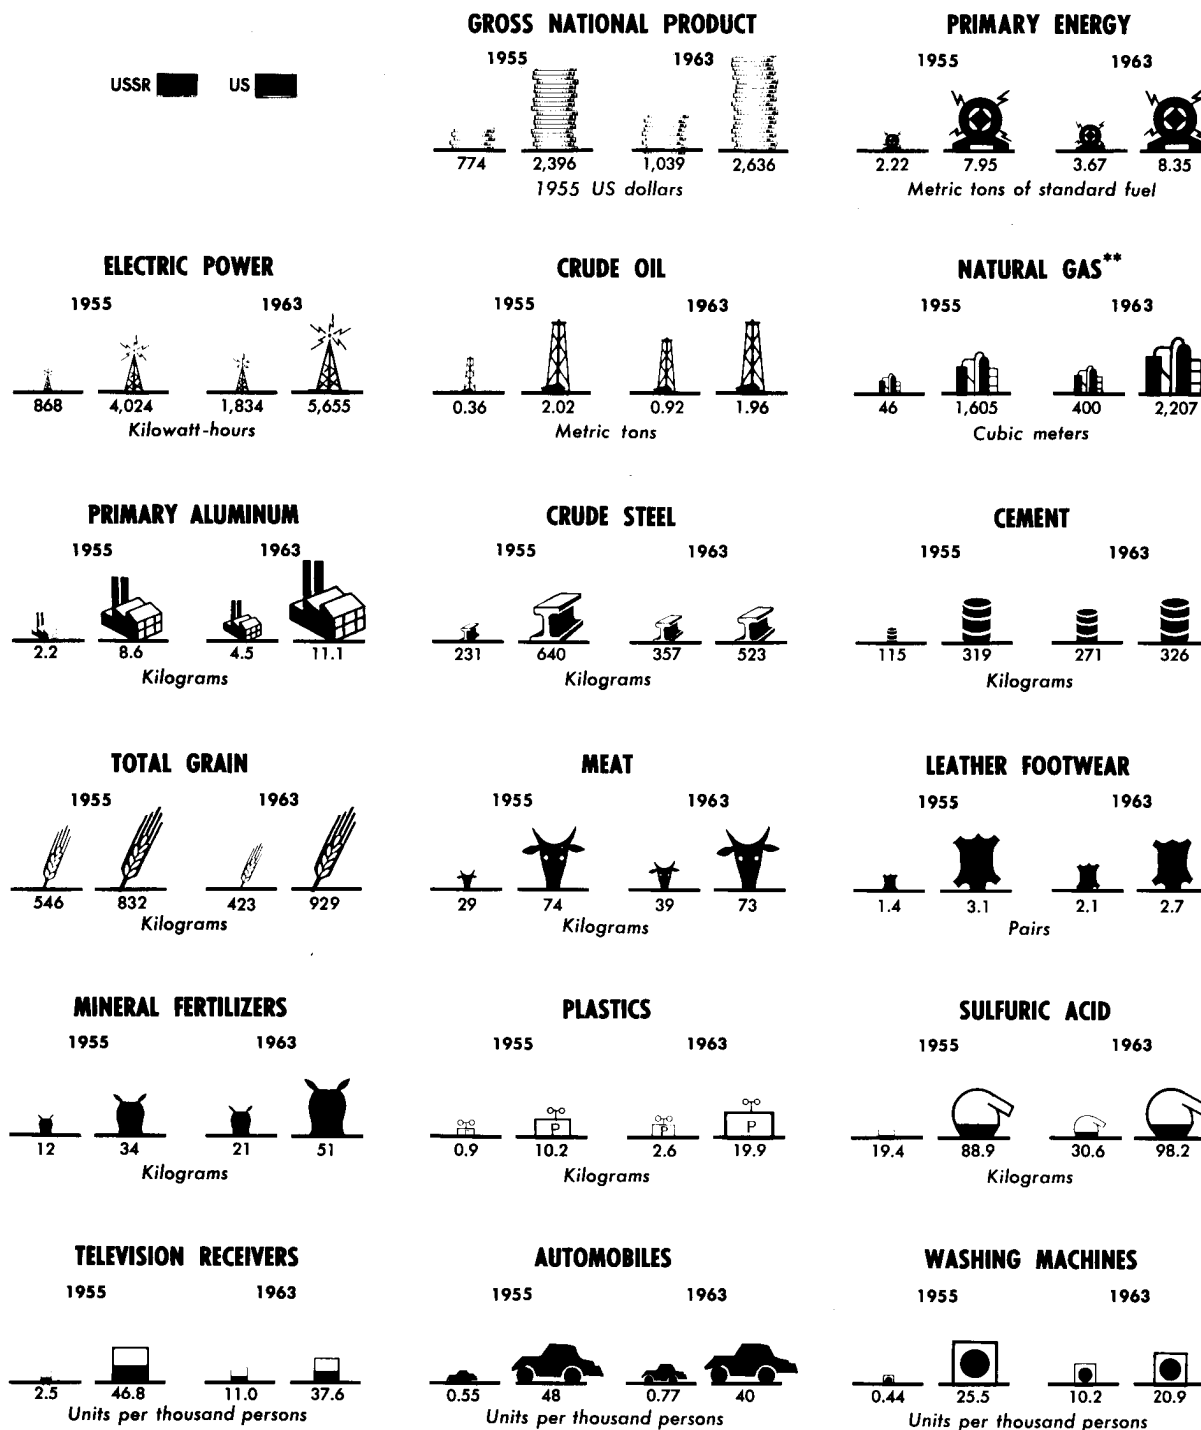 USSR US
GROSS NATIONAL PRODUCT
1955 1963
774 2,396 1,039 2,636
1955 US dollars
PRIMARY ENERGY
1955 1963
2.22 7.95 3.67 8.35
Metric tons of standard fuel
ELECTRIC POWER
1955 1963
868 4,024 1,834 5,655
Kilowatt-hours
CRUDE OIL
1955 1963
0.36 2.02 0.92 1.96
Metric tons
NATURAL GAS**
1955 1963
46 1,605 400 2,207
Cubic meters
PRIMARY ALUMINUM
1955 1963
2.2 8.6 4.5 11.1
Kilograms
CRUDE STEEL
1955 1963
231 640 357 523
Kilograms
CEMENT
1955 1963
115 319 271 326
Kilograms
TOTAL GRAIN
1955 1963
546 832 423 929
Kilograms
MEAT
1955 1963
29 74 39 73
Kilograms
LEATHER FOOTWEAR
1955 1963
1.4 3.1 2.1 2.7
Pairs
MINERAL FERTILIZERS
1955 1963
12 34 21 51
Kilograms
PLASTICS
1955 1963
P P P
0.9 10.2 2.6 19.9
Kilograms
SULFURIC ACID
1955 1963
19.4 88.9 30.6 98.2
Kilograms
TELEVISION RECEIVERS
1955 1963
2.5 46.8 11.0 37.6
Units per thousand persons
AUTOMOBILES
1955 1963
0.55 48 0.77 40
Units per thousand persons
WASHING MACHINES
1955 1963
0.44 25.5 10.2 20.9
Units per thousand persons